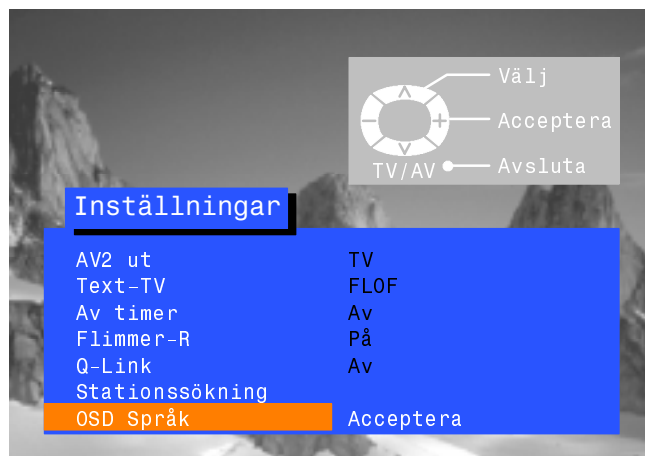 Välj
Acceptera
TV/AV Avsluta
Inställningar
AV2 ut TV
Text-TV FLOF
Av timer Av
Flimmer-R På
Q-Link Av
Stationssökning
OSD Språk Acceptera